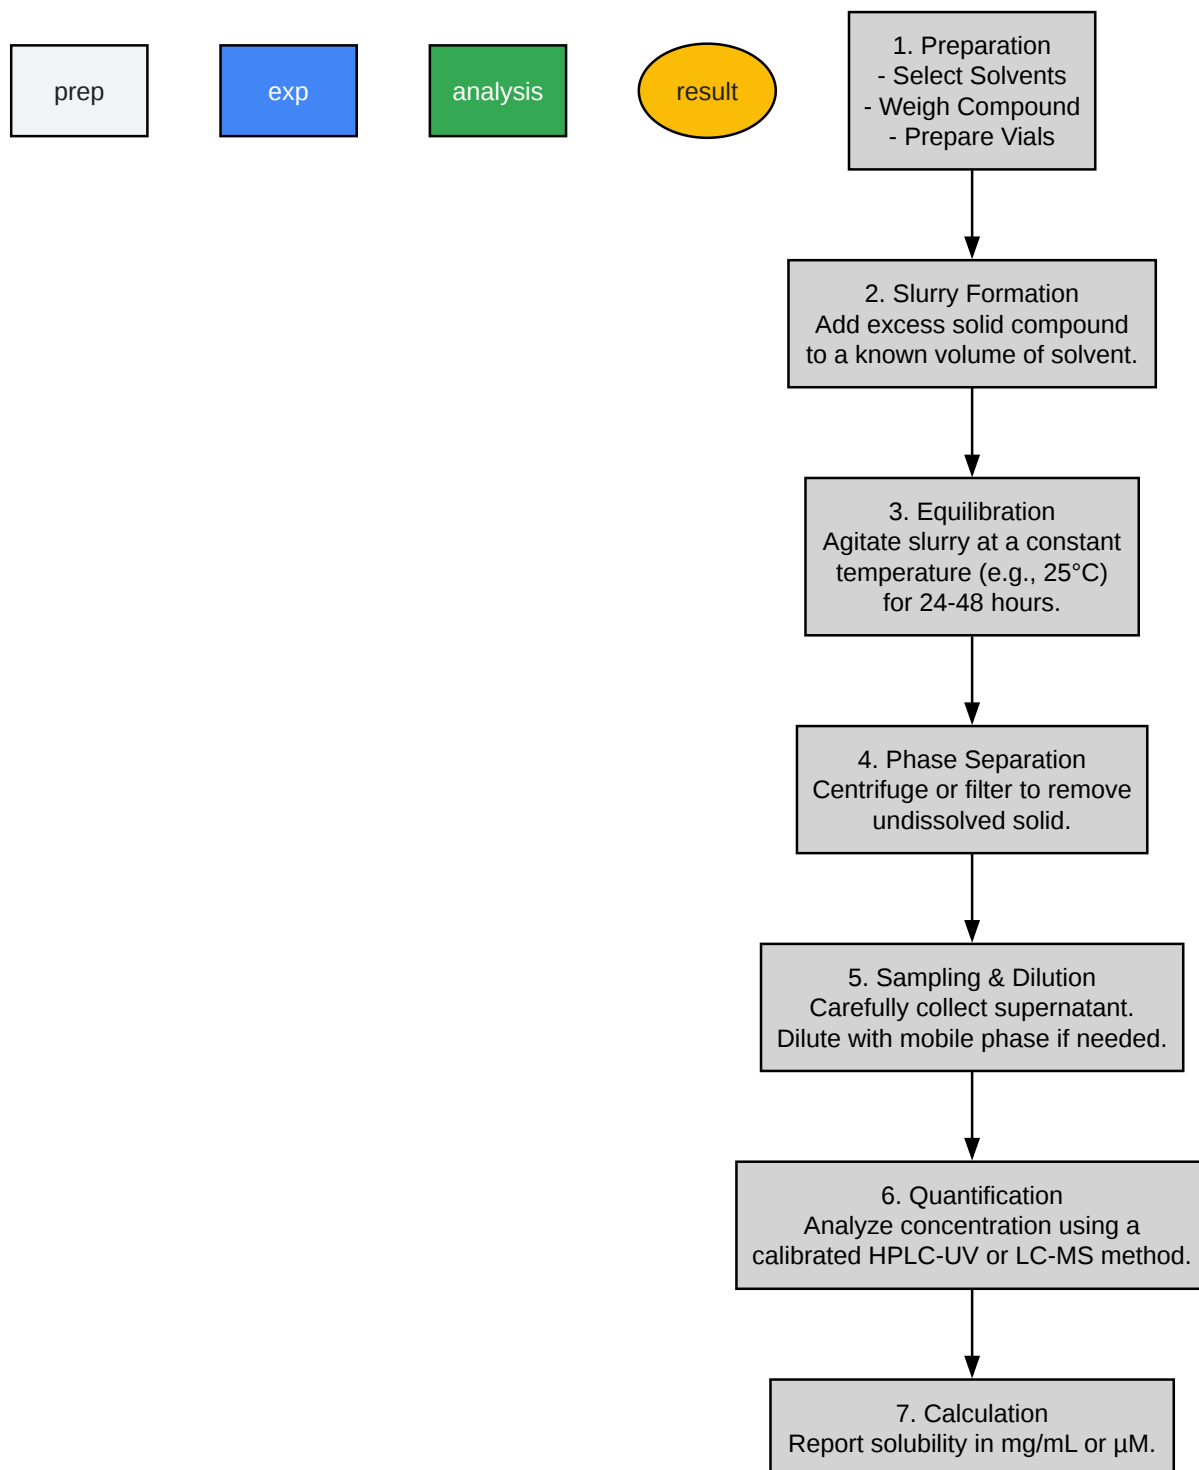 prep
exp
analysis
result
1. Preparation
- Select Solvents
- Weigh Compound
- Prepare Vials
2. Slurry Formation
Add excess solid compound
to a known volume of solvent.
3. Equilibration
Agitate slurry at a constant
temperature (e.g., 25°C)
for 24-48 hours.
4. Phase Separation
Centrifuge or filter to remove
undissolved solid.
5. Sampling & Dilution
Carefully collect supernatant.
Dilute with mobile phase if needed.
6. Quantification
Analyze concentration using a
calibrated HPLC-UV or LC-MS method.
7. Calculation
Report solubility in mg/mL or µM.